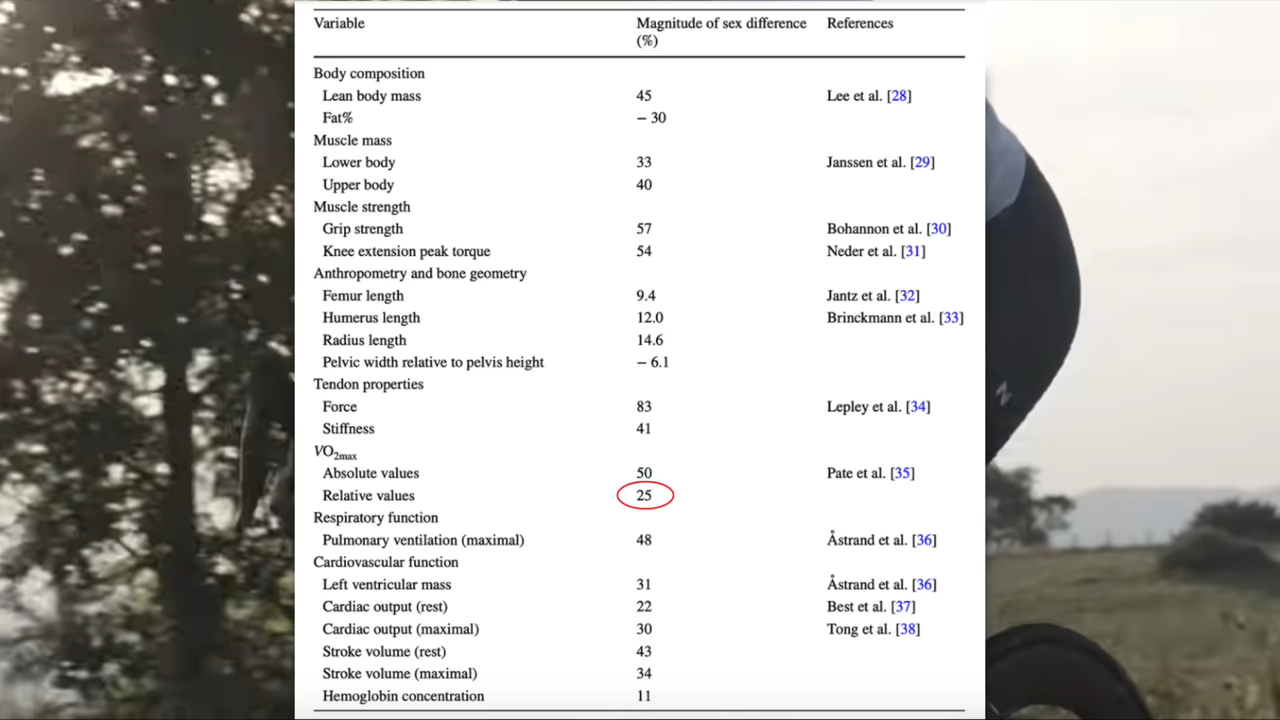 Variable Magnitude of sex difference (%) References
Body composition
Lean body mass 45 Lee et al. [28]
Fat% − 30
Muscle mass
Lower body 33 Janssen et al. [29]
Upper body 40
Muscle strength
Grip strength 57 Bohannon et al. [30]
Knee extension peak torque 54 Neder et al. [31]
Anthropometry and bone geometry
Femur length 9.4 Jantz et al. [32]
Humerus length 12.0 Brinckmann et al. [33]
Radius length 14.6
Pelvic width relative to pelvis height − 6.1
Tendon properties
Force 83 Lepley et al. [34]
Stiffness 41
VO2max
Absolute values 50 Pate et al. [35]
Relative values 25
Respiratory function
Pulmonary ventilation (maximal) 48 Åstrand et al. [36]
Cardiovascular function
Left ventricular mass 31 Åstrand et al. [36]
Cardiac output (rest) 22 Best et al. [37]
Cardiac output (maximal) 30 Tong et al. [38]
Stroke volume (rest) 43
Stroke volume (maximal) 34
Hemoglobin concentration 11